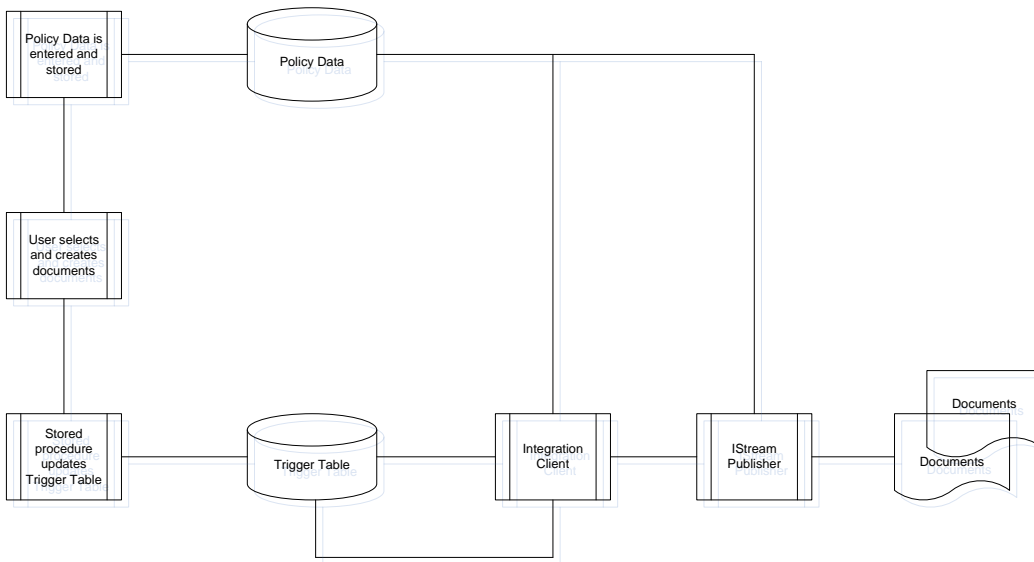 Policy Data is
entered and
stored
Policy Data
User selects
and creates
documents
Stored
procedure
updates
Trigger Table
Trigger Table
Integration
Client
IStream
Publisher
Documents
Documents